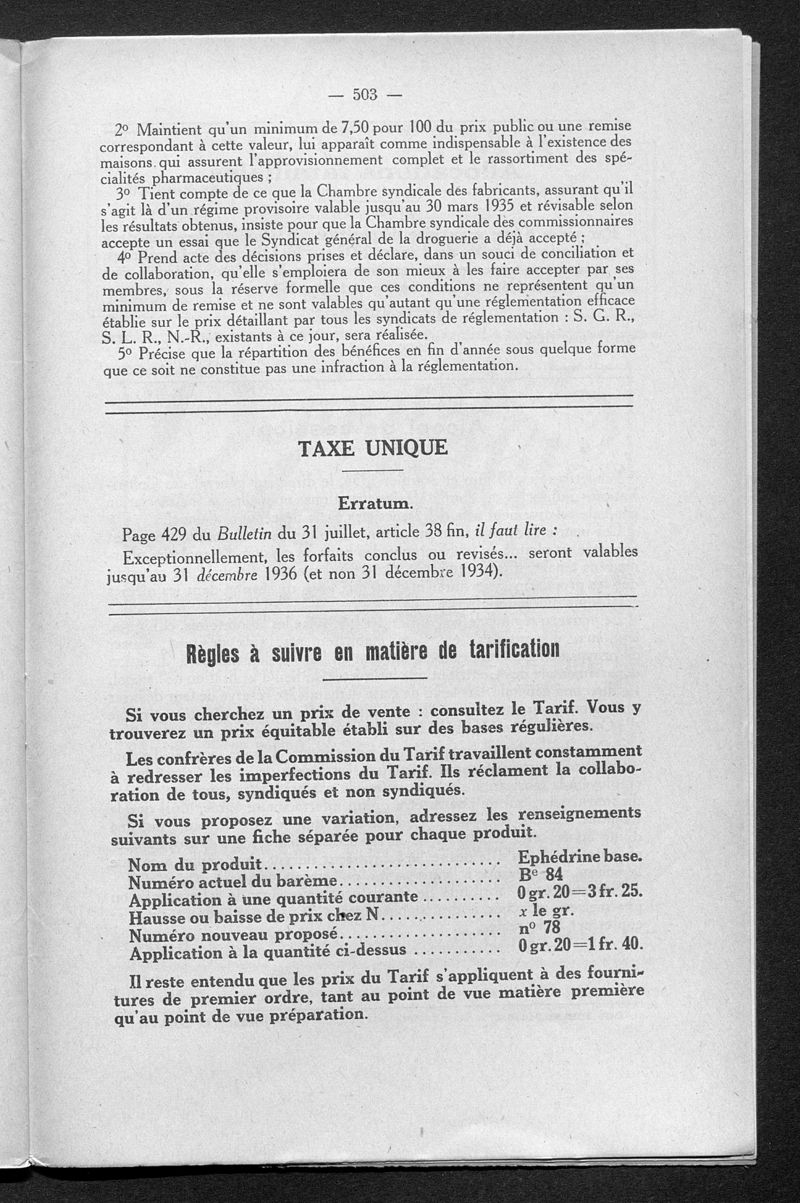 — 503 —
2º Maintient qu'un minimum de 7,50 pour 100 du prix public ou une remise
correspondant à cette valeur, lui apparaît comme indispensable à l'existence des
maisons qui assurent l'approvisionnement complet et le rassortiment des spé-
cialités pharmaceutiques ;
3º Tient compte de ce que la Chambre syndicale des fabricants, assurant qu'il
s'agit là d'un régime provisoire valable jusqu'au 30 mars 1935 et révisable selon
les résultats obtenus, insiste pour que la Chambre syndicale des commissionnaires
accepte un essai que le Syndicat général de la droguerie a déjà accepté ;
4º Prend acte des décisions prises et déclare, dans un souci de conciliation et
de collaboration, qu'elle s'emploiera de son mieux à les faire accepter par ses
membres, sous la réserve formelle que ces conditions ne représentent qu'un
minimum de remise et ne sont valables qu'autant qu'une réglementation efficace
établie sur le prix détaillant par tous les syndicats de réglementation : S. G. R.,
S. L. R., N.-R., existants à ce jour, sera réalisée.
5º Précise que la répartition des bénéfices en fin d'année sous quelque forme
que ce soit ne constitue pas une infraction à la réglementation.
TAXE UNIQUE
Erratum.
Page 429 du Bulletin du 31 juillet, article 38 fin, il faut lire :
Exceptionnellement, les forfaits conclus ou revisés... seront valables
jusqu'au 31 décembre 1936 (et non 31 décembre 1934).
Règles à suivre en matière de tarification
Si vous cherchez un prix de vente : consultez le Tarif. Vous y
trouverez un prix équitable établi sur des bases régulières.
Les confrères de la Commission du Tarif travaillent constamment
à redresser les imperfections du Tarif. Ils réclament la collabo-
ration de tous, syndiqués et non syndiqués.
Si vous proposez une variation, adressez les renseignements
suivants sur une fiche séparée pour chaque produit.
Nom du produit............................ Ephédrine base.
Numéro actuel du barème................... Be 84
Application à une quantité courante .......... 0 gr. 20=3 fr. 25.
Hausse ou baisse de prix chez N............... x le gr.
Numéro nouveau proposé................... nº 78
Application à la quantité ci-dessus ........... 0 gr. 20=1 fr. 40.
Il reste entendu que les prix du Tarif s'appliquent à des fourni-
tures de premier ordre, tant au point de vue matière première
qu'au point de vue préparation.